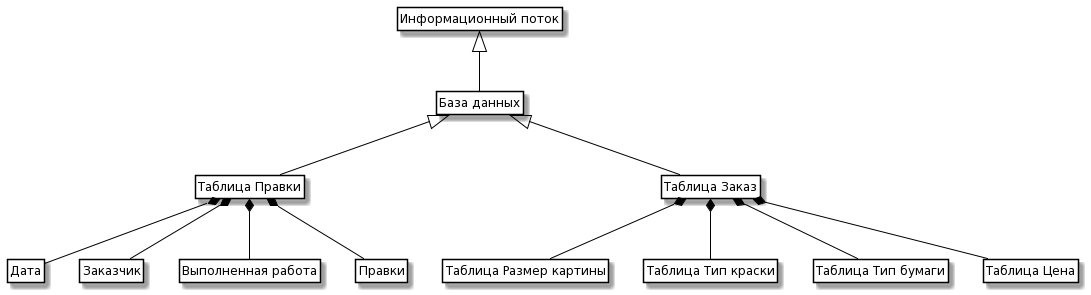 Информационный поток
База данных
Таблица Правки
Таблица Заказ
Дата
Заказчик
Выполненная работа
Правки
Таблица Размер картины
Таблица Тип краски
Таблица Тип бумаги
Таблица Цена